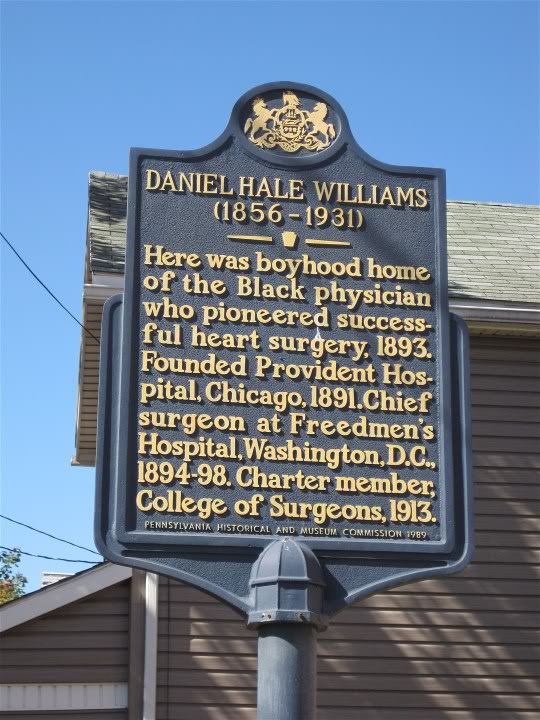 DANIEL HALE WILLIAMS
(1856-1931)
Here was boyhood home
of the Black physician
who pioneered success-
ful heart surgery, 1893.
Founded Provident Hos-
pital, Chicago, 1891. Chief
surgeon at Freedmen's
Hospital, Washington, D.C.,
1894-98. Charter member,
College of Surgeons, 1913.
PENNSYLVANIA HISTORICAL AND MUSEUM COMMISSION 1989